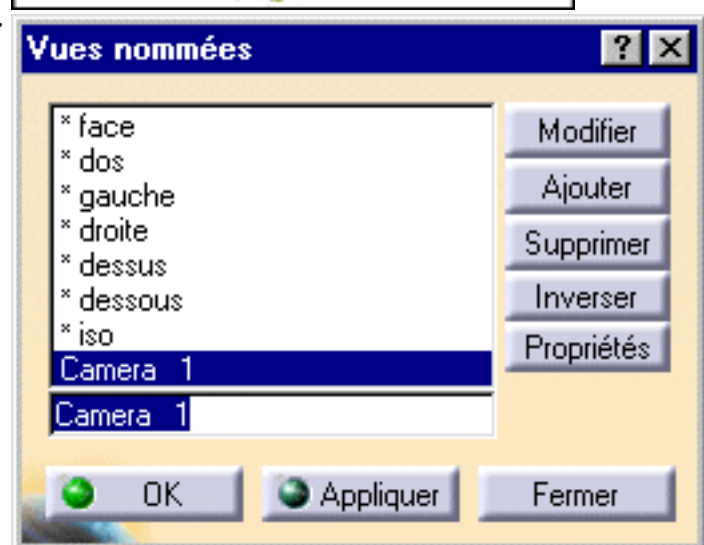 Vues nommées
* face
* dos
* gauche
* droite
* dessus
* dessous
* iso
Camera 1
Camera 1
Modifier
Ajouter
Supprimer
Inverser
Propriétés
OK
Appliquer
Fermer